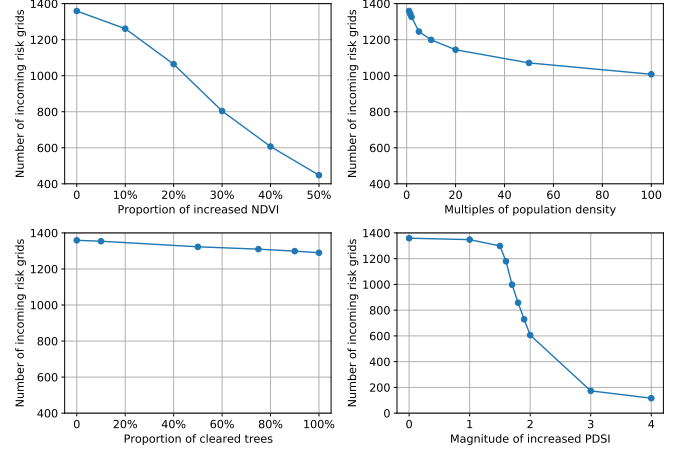 Number of incoming risk grids
1400
1200
1000
800
600
400
0 10% 20% 30% 40% 50%
Proportion of increased NDVI
Number of incoming risk grids
1400
1200
1000
800
600
400
0 20 40 60 80 100
Multiples of population density
Number of incoming risk grids
1400
1200
1000
800
600
400
0 20% 40% 60% 80% 100%
Proportion of cleared trees
Number of incoming risk grids
1400
1200
1000
800
600
400
200
0
0 1 2 3 4
Magnitude of increased PDSI